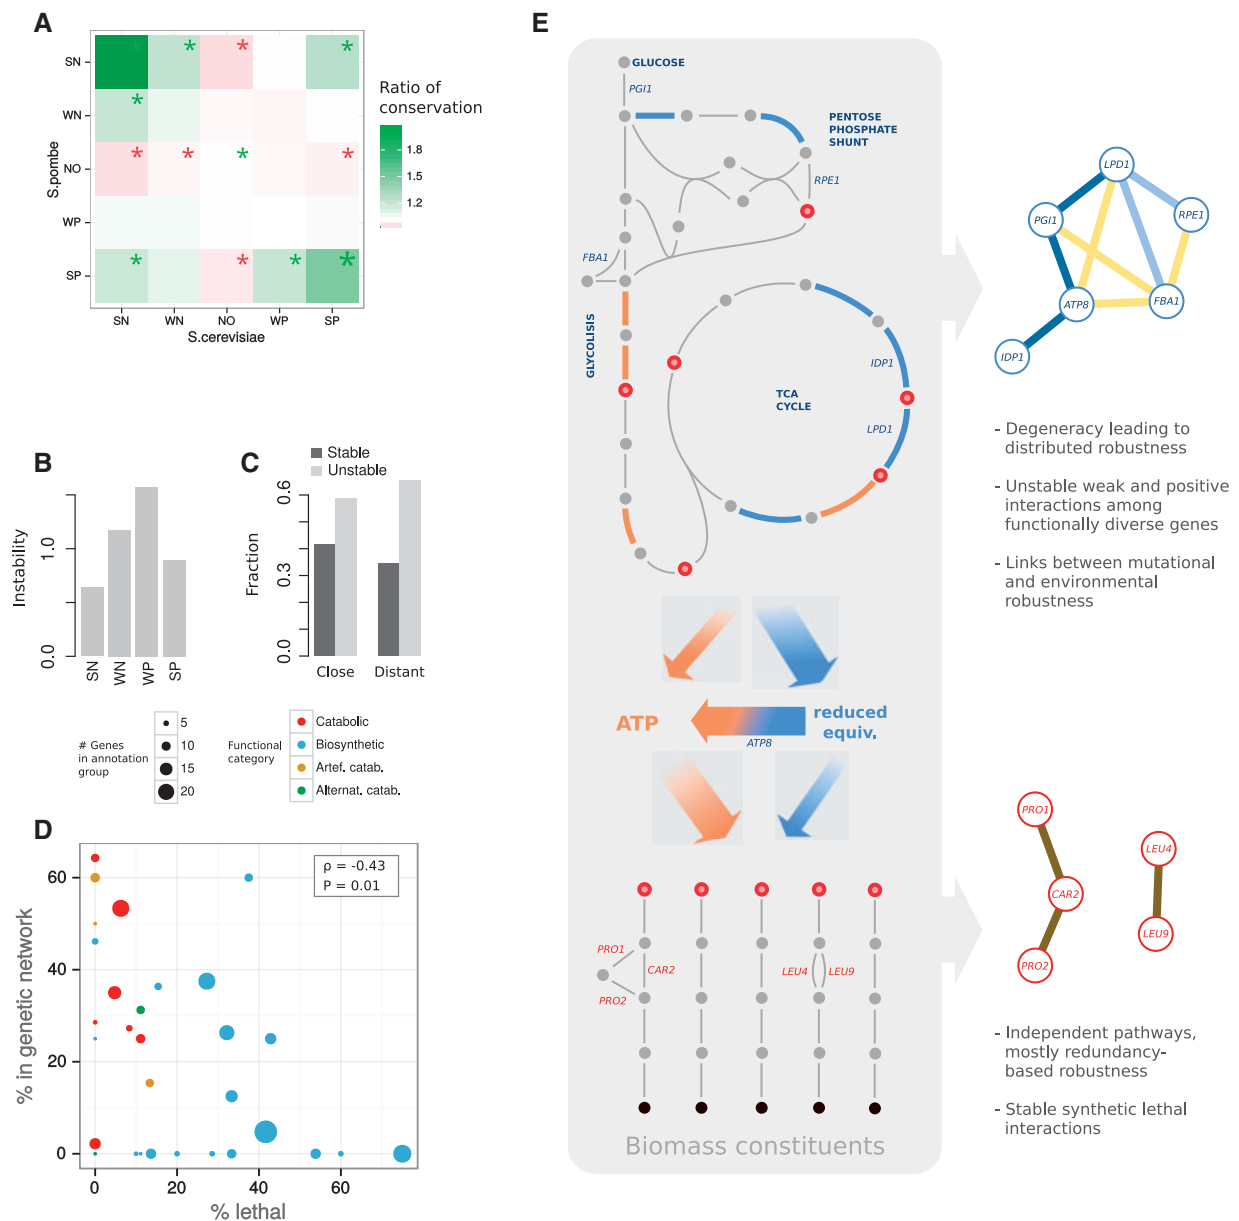 A
SN
WN
NO
WP
SP
S.pombe
SN
WN
NO
WP
SP
S.cerevisiae
*
*
*
*
*
*
*
*
*
*
*
*
*
Ratio of
conservation
1.8
1.5
1.2
B
Instability
0.0
1.0
SN
WN
WP
SP
C
Stable
Unstable
Fraction
0.0
0.3
0.6
Close
Distant
# Genes
in annotation
group
5
10
15
20
Functional
category
Catabolic
Biosynthetic
Artef. catab.
Alternat. catab.
D
ρ = -0.43
P = 0.01
% in genetic network
60
40
20
0
0
20
40
60
% lethal
E
GLUCOSE
PGI1
PENTOSE
PHOSPHATE
SHUNT
RPE1
FBA1
GLYCOLISIS
IDP1
TCA
CYCLE
LPD1
ATP
reduced
equiv.
ATP8
PRO1
CAR2
PRO2
LEU4
LEU9
Biomass constituents
LPD1
PGI1
RPE1
ATP8
FBA1
IDP1
- Degeneracy leading to
distributed robustness
- Unstable weak and positive
interactions among
functionally diverse genes
- Links between mutational
and environmental
robustness
PRO1
CAR2
PRO2
LEU4
LEU9
- Independent pathways,
mostly redundancy-
based robustness
- Stable synthetic lethal
interactions